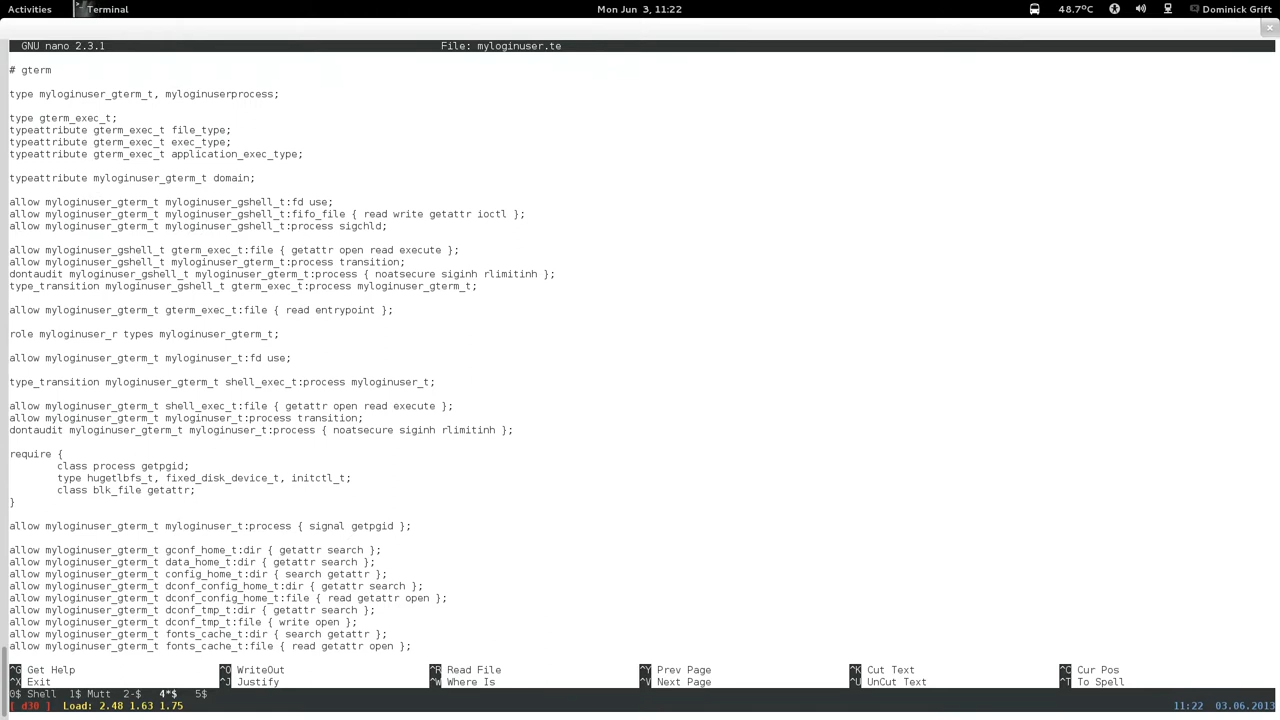 Activities Terminal Mon Jun 3, 11:22 48.7°C Dominick Grift
GNU nano 2.3.1 File: myloginuser.te
# gterm
type myloginuser_gterm_t, myloginuserprocess;
type gterm_exec_t;
typeattribute gterm_exec_t file_type;
typeattribute gterm_exec_t exec_type;
typeattribute gterm_exec_t application_exec_type;
typeattribute myloginuser_gterm_t domain;
allow myloginuser_gterm_t myloginuser_gshell_t:fd use;
allow myloginuser_gterm_t myloginuser_gshell_t:fifo_file { read write getattr ioctl };
allow myloginuser_gterm_t myloginuser_gshell_t:process sigchld;
allow myloginuser_gshell_t gterm_exec_t:file { getattr open read execute };
allow myloginuser_gshell_t myloginuser_gterm_t:process transition;
dontaudit myloginuser_gshell_t myloginuser_gterm_t:process { noatsecure siginh rlimitinh };
type_transition myloginuser_gshell_t gterm_exec_t:process myloginuser_gterm_t;
allow myloginuser_gterm_t gterm_exec_t:file { read entrypoint };
role myloginuser_r types myloginuser_gterm_t;
allow myloginuser_gterm_t myloginuser_t:fd use;
type_transition myloginuser_gterm_t shell_exec_t:process myloginuser_t;
allow myloginuser_gterm_t shell_exec_t:file { getattr open read execute };
allow myloginuser_gterm_t myloginuser_t:process transition;
dontaudit myloginuser_gterm_t myloginuser_t:process { noatsecure siginh rlimitinh };
require {
class process getpgid;
type hugetlbfs_t, fixed_disk_device_t, initctl_t;
class blk_file getattr;
}
allow myloginuser_gterm_t myloginuser_t:process { signal getpgid };
allow myloginuser_gterm_t gconf_home_t:dir { getattr search };
allow myloginuser_gterm_t data_home_t:dir { getattr search };
allow myloginuser_gterm_t config_home_t:dir { search getattr };
allow myloginuser_gterm_t dconf_config_home_t:dir { getattr search };
allow myloginuser_gterm_t dconf_config_home_t:file { read getattr open };
allow myloginuser_gterm_t dconf_tmp_t:dir { getattr search };
allow myloginuser_gterm_t dconf_tmp_t:file { write open };
allow myloginuser_gterm_t fonts_cache_t:dir { search getattr };
allow myloginuser_gterm_t fonts_cache_t:file { read getattr open };
^G Get Help ^O WriteOut ^R Read File ^Y Prev Page ^K Cut Text ^C Cur Pos
^X Exit ^J Justify ^W Where Is ^V Next Page ^U UnCut Text ^T To Spell
0$ Shell 1$ Mutt 2-$ 4*$ 5$
[ d30 ] Load: 2.48 1.63 1.75 11:22 03.06.2013